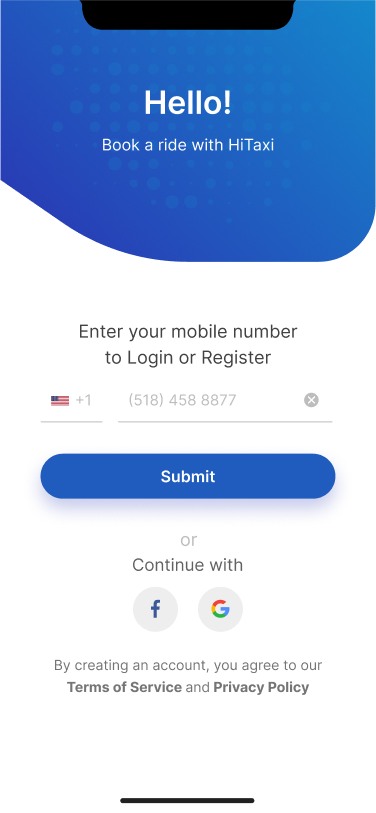 Hello!
Book a ride with HiTaxi
Enter your mobile number
to Login or Register
+1 (518) 458 8877
Submit
or
Continue with
By creating an account, you agree to our
Terms of Service and Privacy Policy